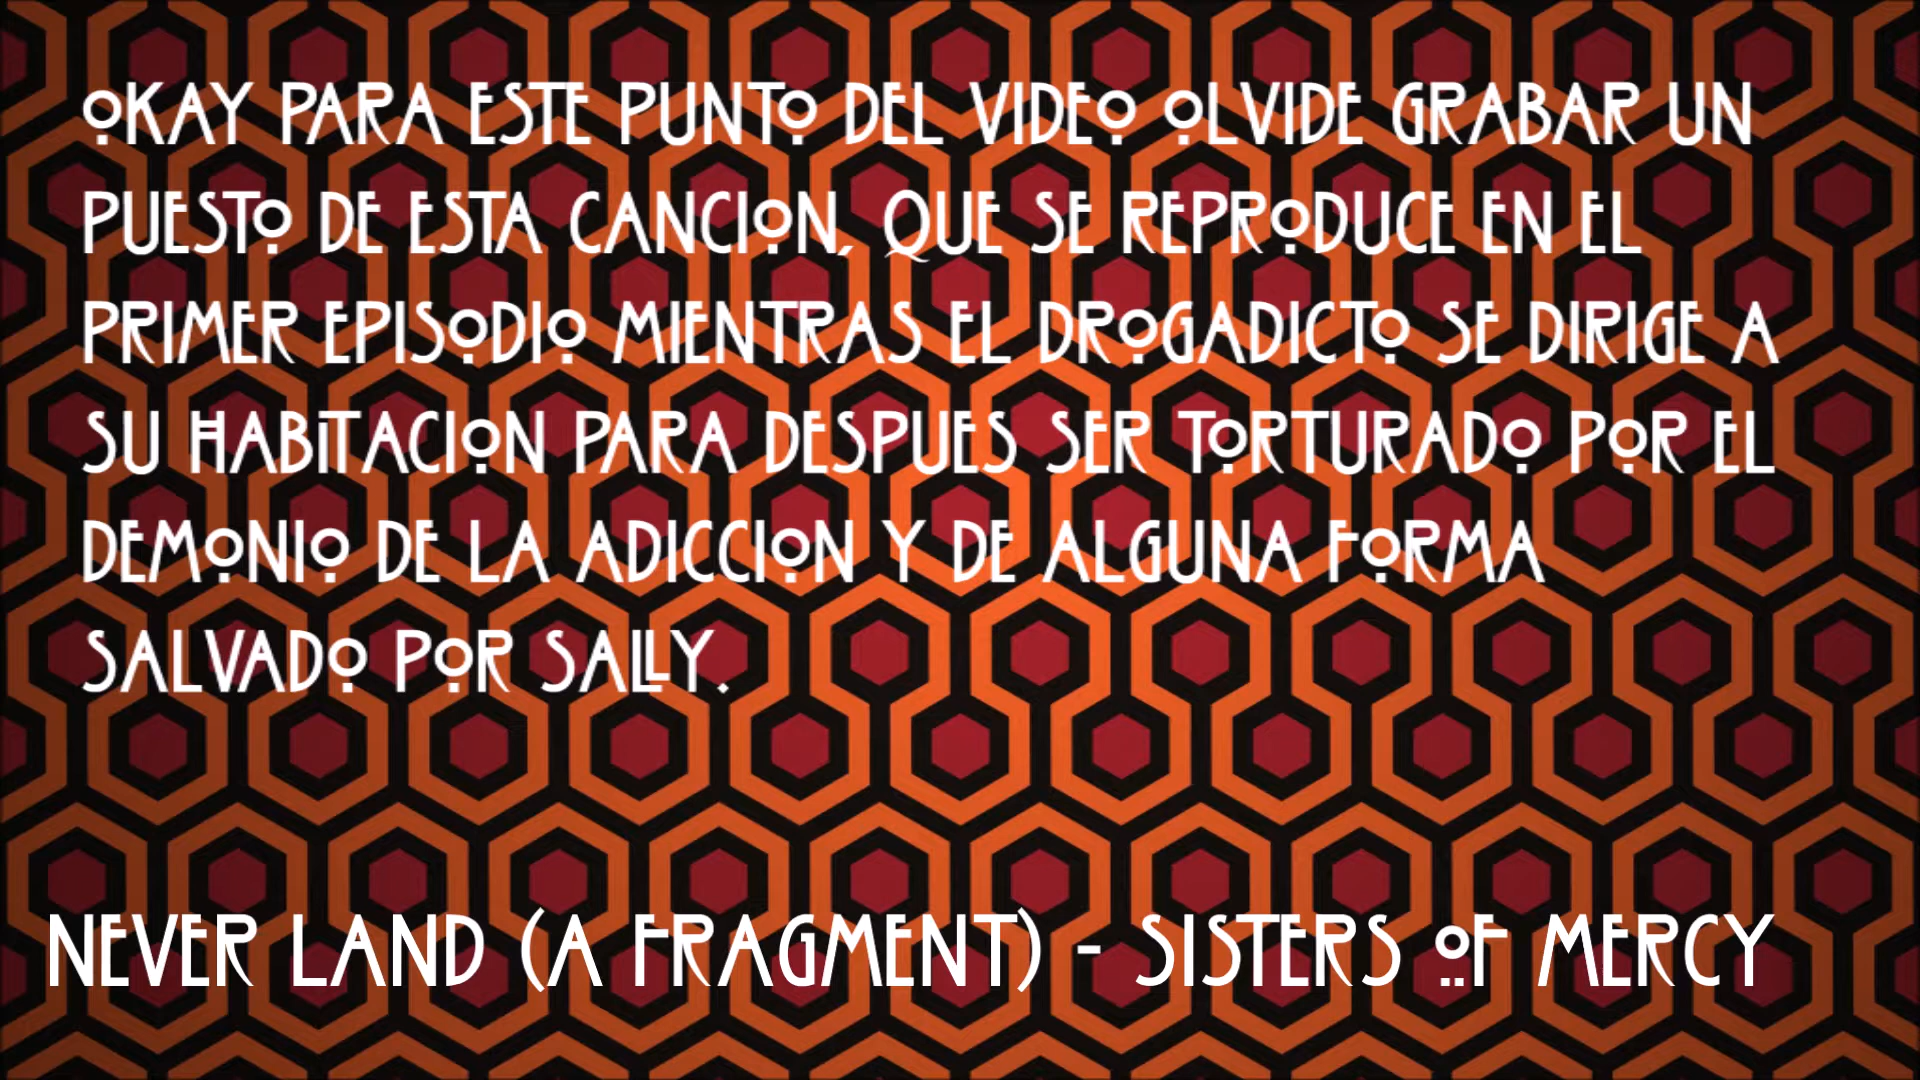 OKAY PARA ESTE PUNTO DEL VIDEO OLVIDE GRABAR UN
PUESTO DE ESTA CANCION, QUE SE REPRODUCE EN EL
PRIMER EPISODIO MIENTRAS EL DROGADICTO SE DIRIGE A
SU HABITACION PARA DESPUES SER TORTURADO POR EL
DEMONIO DE LA ADICCION Y DE ALGUNA FORMA
SALVADO POR SALLY.
NEVER LAND (A FRAGMENT) - SISTERS OF MERCY